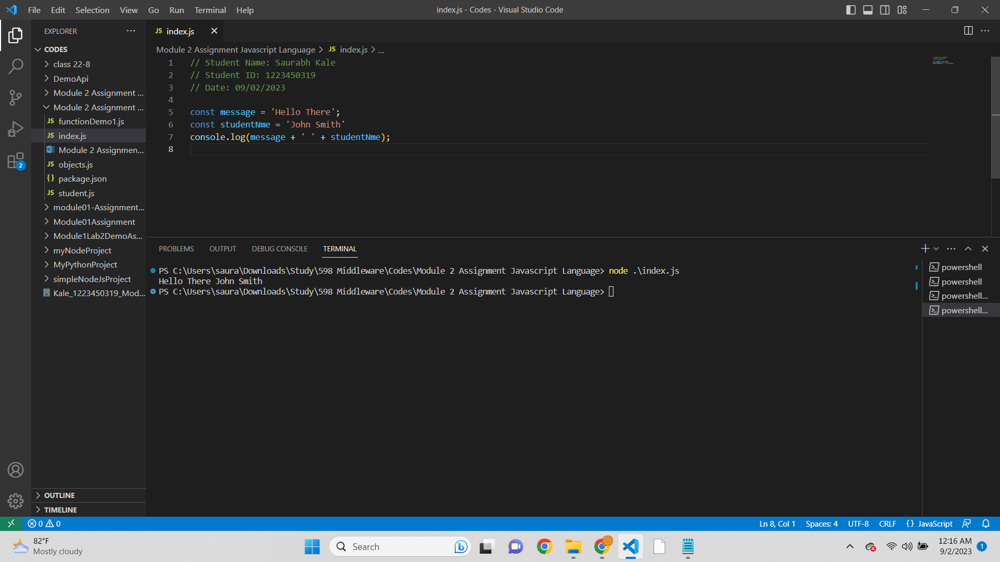 File Edit Selection View Go Run Terminal Help
index.js - Codes - Visual Studio Code
EXPLORER
CODES
class 22-8
DemoApi
Module 2 Assignment ...
Module 2 Assignment ...
JS functionDemo1.js
JS index.js
Module 2 Assignmen...
JS objects.js
{} package.json
JS student.js
module01-Assignment...
Module01Assignment
Module1Lab2DemoAs...
myNodeProject
MyPythonProject
simpleNodeJsProject
Kale_1223450319_Mod...
OUTLINE
TIMELINE
2
JS index.js
Module 2 Assignment Javascript Language > JS index.js > ...
1 // Student Name: Saurabh Kale
2 // Student ID: 1223450319
3 // Date: 09/02/2023
4
5 const message = 'Hello There';
6 const studentNme = 'John Smith'
7 console.log(message + ' ' + studentNme);
8
PROBLEMS OUTPUT DEBUG CONSOLE TERMINAL
PS C:\Users\saura\Downloads\Study\598 Middleware\Codes\Module 2 Assignment Javascript Language> node .\index.js
Hello There John Smith
PS C:\Users\saura\Downloads\Study\598 Middleware\Codes\Module 2 Assignment Javascript Language>
powershell
powershell
powershell...
powershell...
0 0
Ln 8, Col 1 Spaces: 4 UTF-8 CRLF {} JavaScript
82°F
Mostly cloudy
Search
12:16 AM
9/2/2023
1